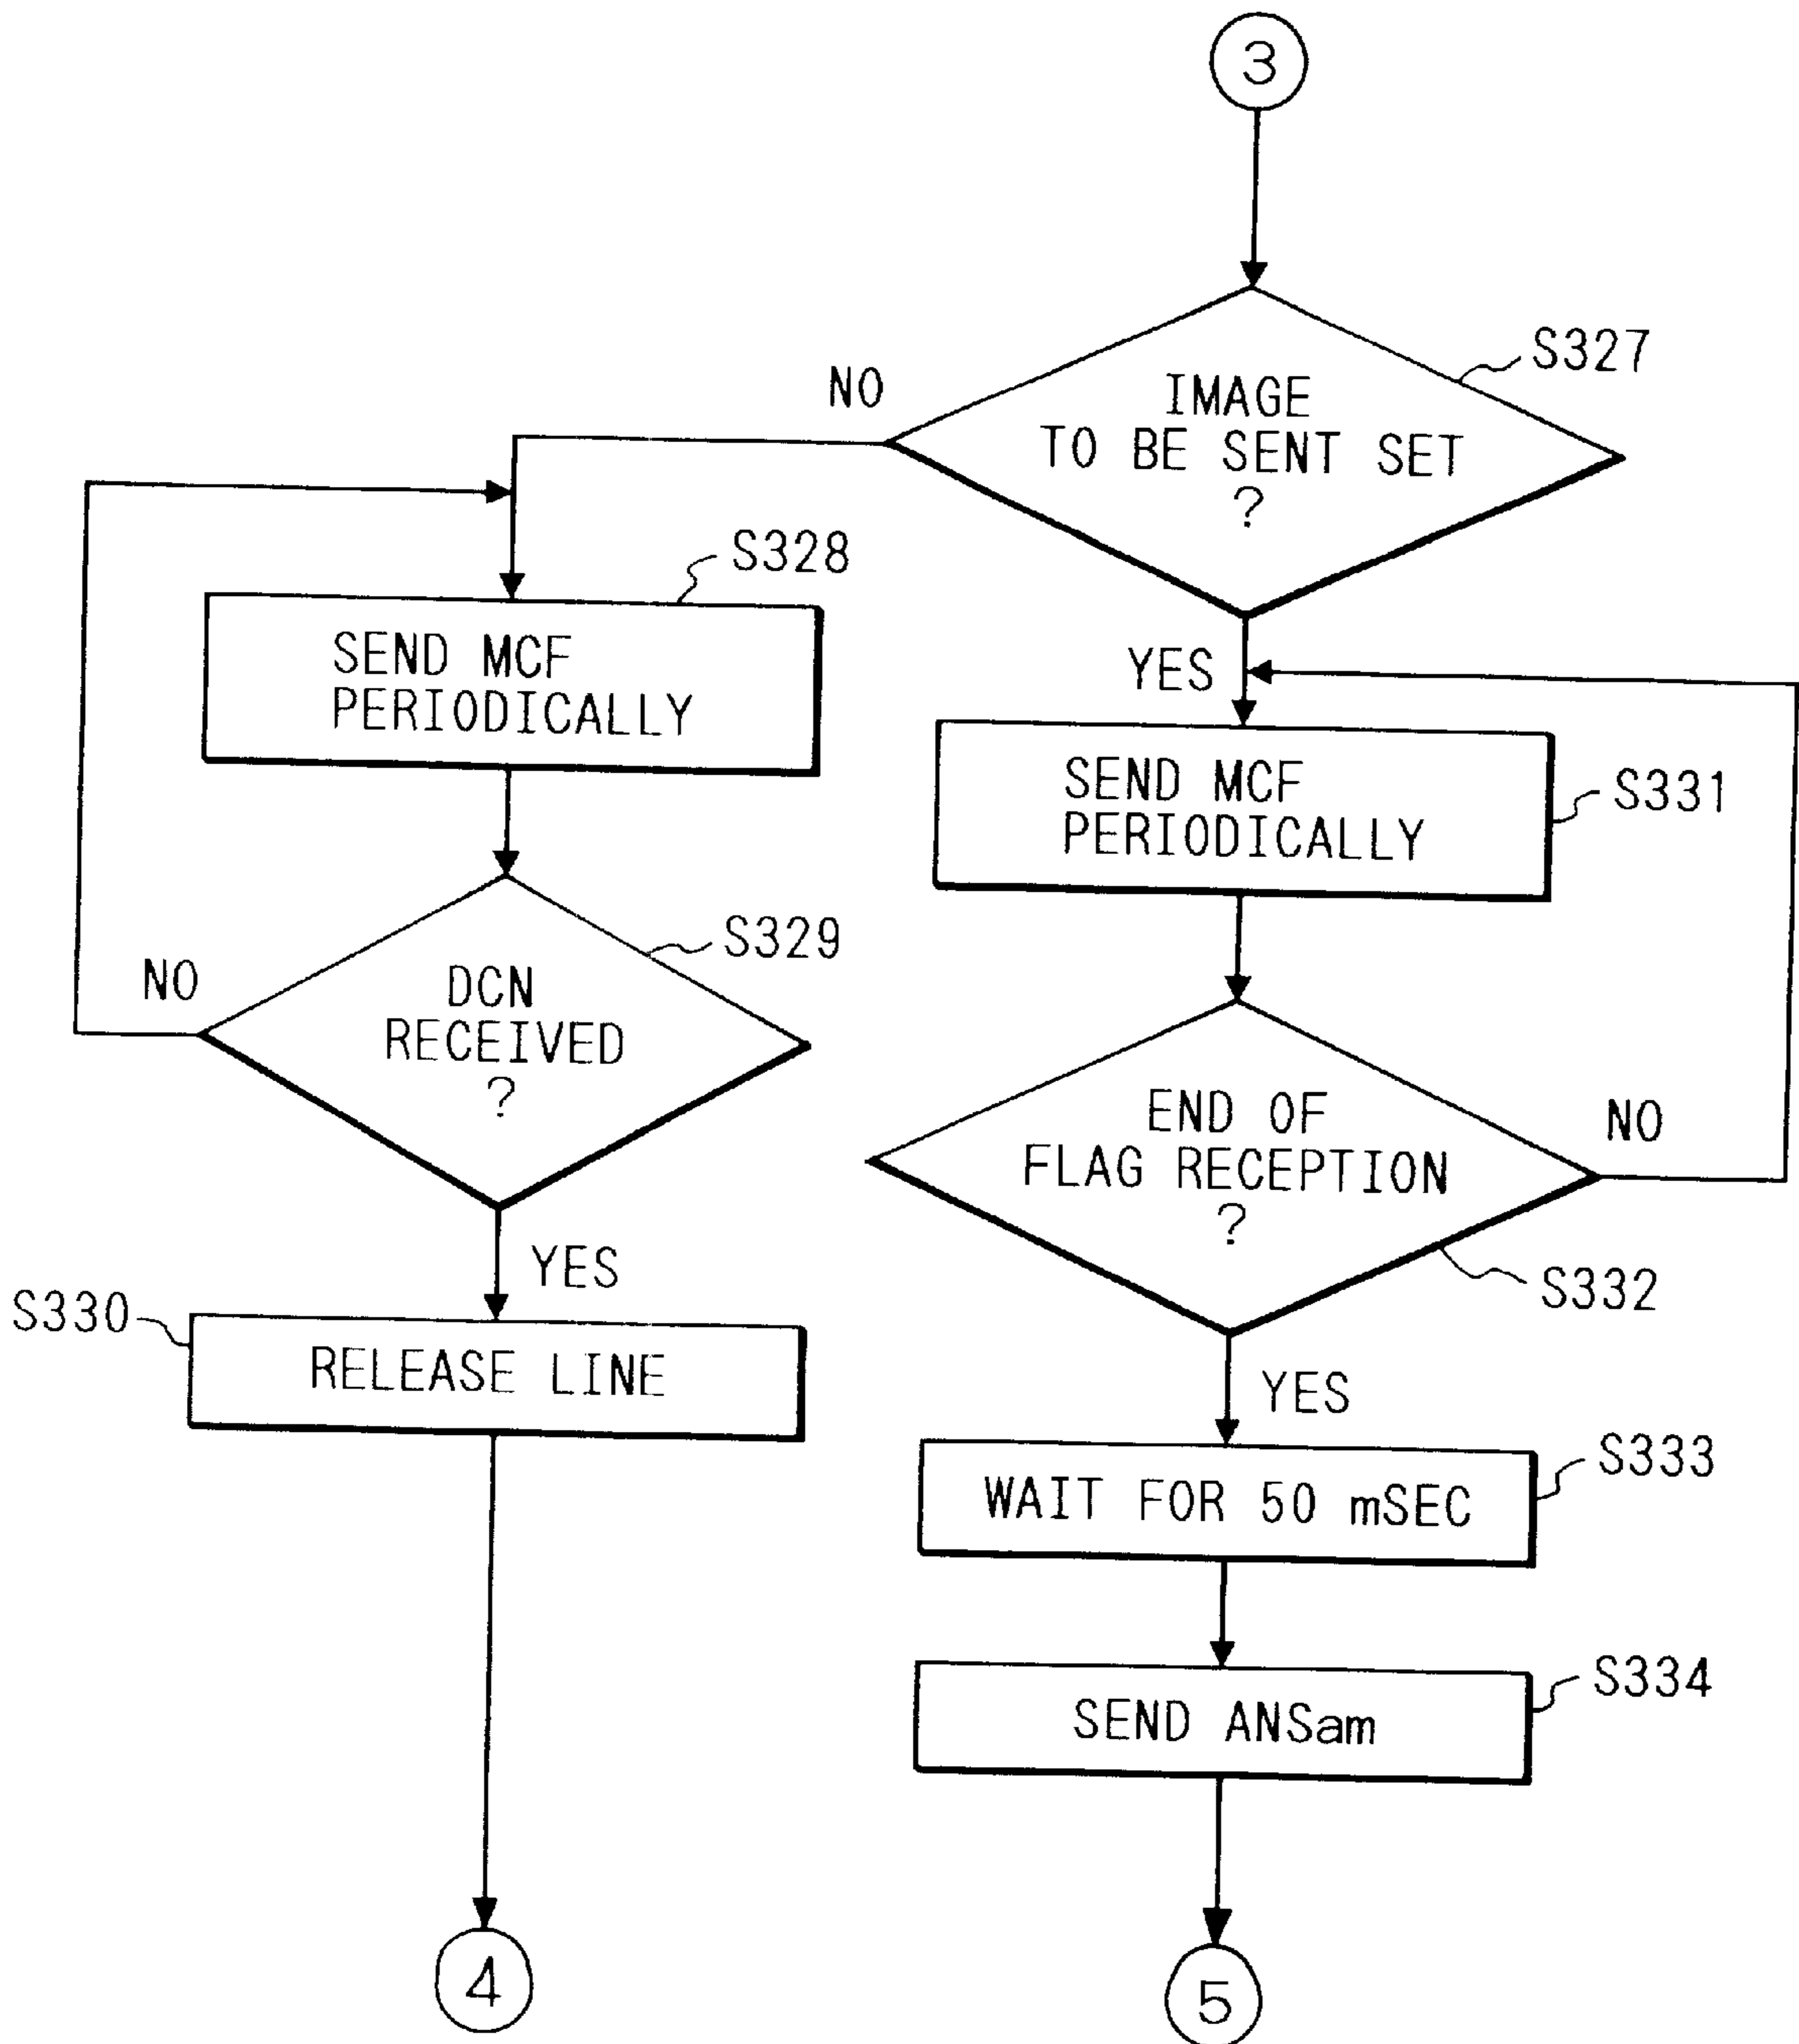 3
S327
NO
IMAGE
TO BE SENT SET
?
S328
YES
SEND MCF
PERIODICALLY
SEND MCF
PERIODICALLY
S331
S329
NO
DCN
RECEIVED
?
END OF
FLAG RECEPTION
?
NO
YES
S332
S330
RELEASE LINE
YES
S333
WAIT FOR 50 mSEC
S334
SEND ANSam
4
5